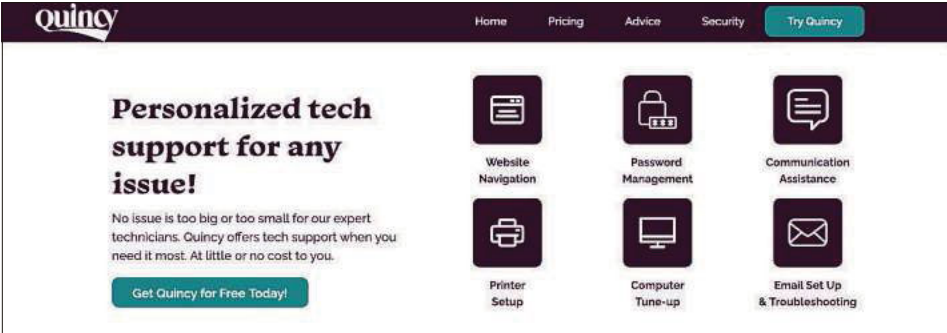 Quincy
Home Pricing Advice Security Try Quincy
Personalized tech
support for any
issue!
No issue is too big or too small for our expert
technicians. Quincy offers tech support when you
need it most. At little or no cost to you.
Get Quincy for Free Today!
Website
Navigation
Password
Management
Communication
Assistance
Printer
Setup
Computer
Tune-up
Email Set Up
& Troubleshooting